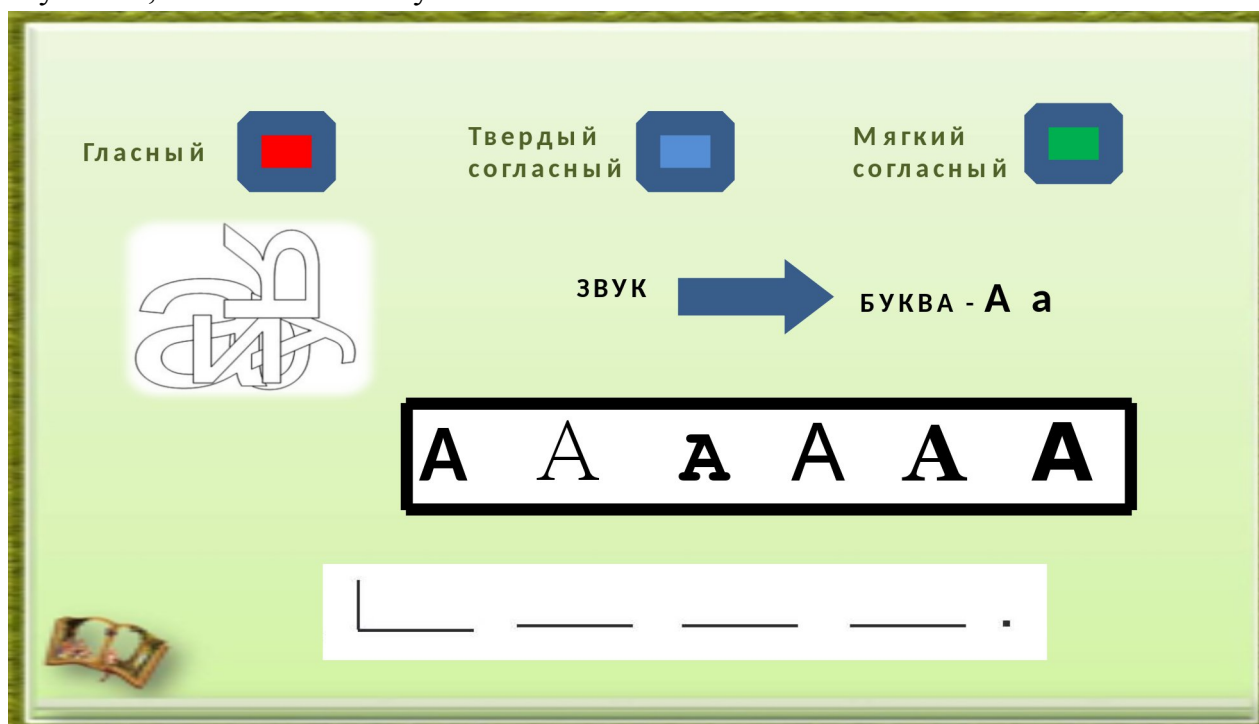 Гласный
Твердый
согласный
Мягкий
согласный
ЗВУК
БУКВА - А а
А А А А А А